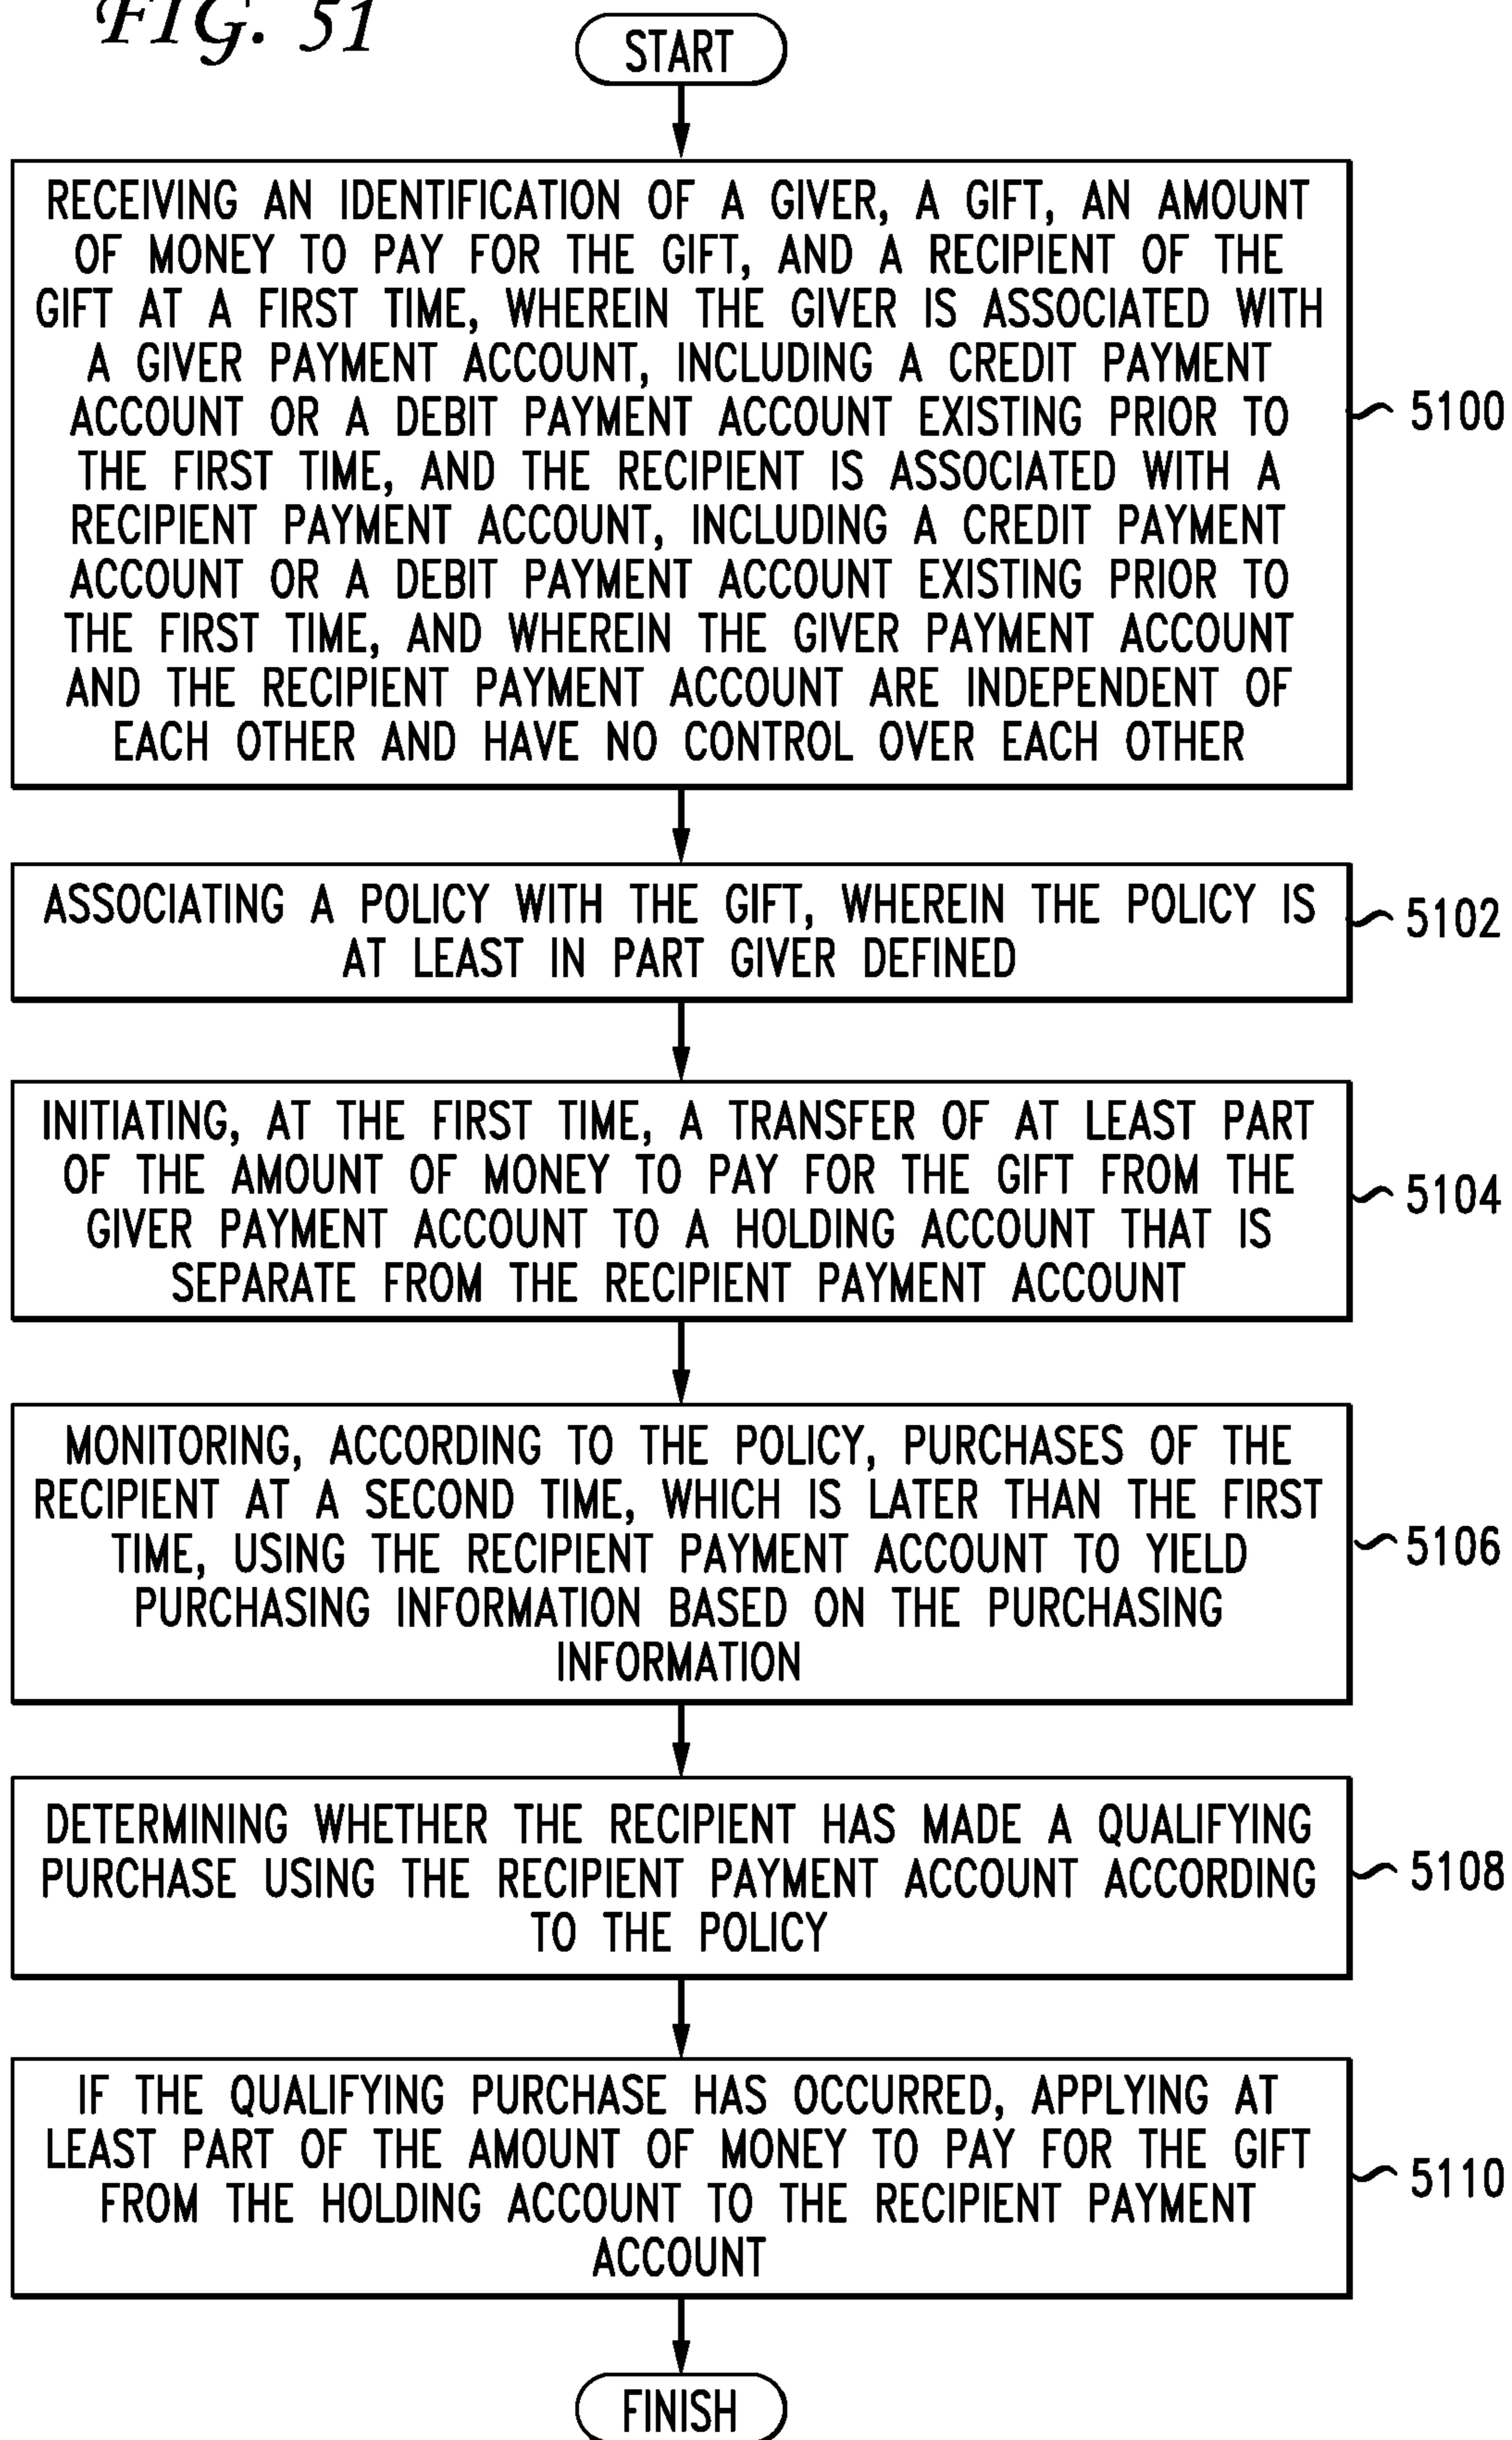 FIG. 51
START
RECEIVING AN IDENTIFICATION OF A GIVER, A GIFT, AN AMOUNT
OF MONEY TO PAY FOR THE GIFT, AND A RECIPIENT OF THE
GIFT AT A FIRST TIME, WHEREIN THE GIVER IS ASSOCIATED WITH
A GIVER PAYMENT ACCOUNT, INCLUDING A CREDIT PAYMENT
ACCOUNT OR A DEBIT PAYMENT ACCOUNT EXISTING PRIOR TO
THE FIRST TIME, AND THE RECIPIENT IS ASSOCIATED WITH A
RECIPIENT PAYMENT ACCOUNT, INCLUDING A CREDIT PAYMENT
ACCOUNT OR A DEBIT PAYMENT ACCOUNT EXISTING PRIOR TO
THE FIRST TIME, AND WHEREIN THE GIVER PAYMENT ACCOUNT
AND THE RECIPIENT PAYMENT ACCOUNT ARE INDEPENDENT OF
EACH OTHER AND HAVE NO CONTROL OVER EACH OTHER
5100
ASSOCIATING A POLICY WITH THE GIFT, WHEREIN THE POLICY IS
AT LEAST IN PART GIVER DEFINED
5102
INITIATING, AT THE FIRST TIME, A TRANSFER OF AT LEAST PART
OF THE AMOUNT OF MONEY TO PAY FOR THE GIFT FROM THE
GIVER PAYMENT ACCOUNT TO A HOLDING ACCOUNT THAT IS
SEPARATE FROM THE RECIPIENT PAYMENT ACCOUNT
5104
MONITORING, ACCORDING TO THE POLICY, PURCHASES OF THE
RECIPIENT AT A SECOND TIME, WHICH IS LATER THAN THE FIRST
TIME, USING THE RECIPIENT PAYMENT ACCOUNT TO YIELD
PURCHASING INFORMATION BASED ON THE PURCHASING
INFORMATION
5106
DETERMINING WHETHER THE RECIPIENT HAS MADE A QUALIFYING
PURCHASE USING THE RECIPIENT PAYMENT ACCOUNT ACCORDING
TO THE POLICY
5108
IF THE QUALIFYING PURCHASE HAS OCCURRED, APPLYING AT
LEAST PART OF THE AMOUNT OF MONEY TO PAY FOR THE GIFT
FROM THE HOLDING ACCOUNT TO THE RECIPIENT PAYMENT
ACCOUNT
5110
FINISH